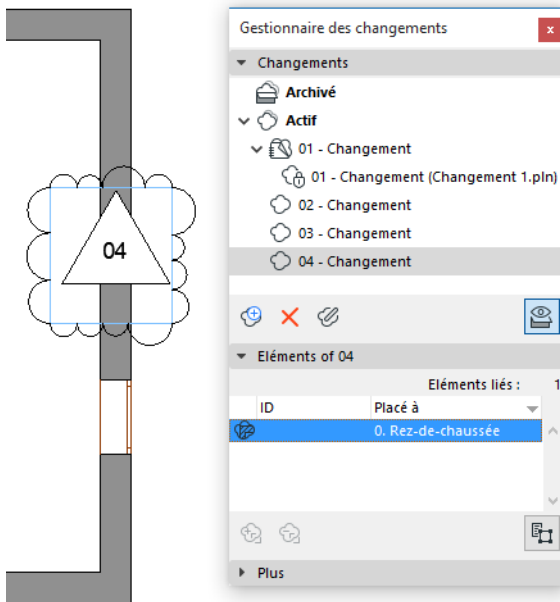 04
Gestionnaire des changements
x
Changements
Archivé
Actif
01 - Changement
01 - Changement (Changement 1.pln)
02 - Changement
03 - Changement
04 - Changement
Eléments of 04
Eléments liés : 1
ID Placé à
0. Rez-de-chaussée
Plus